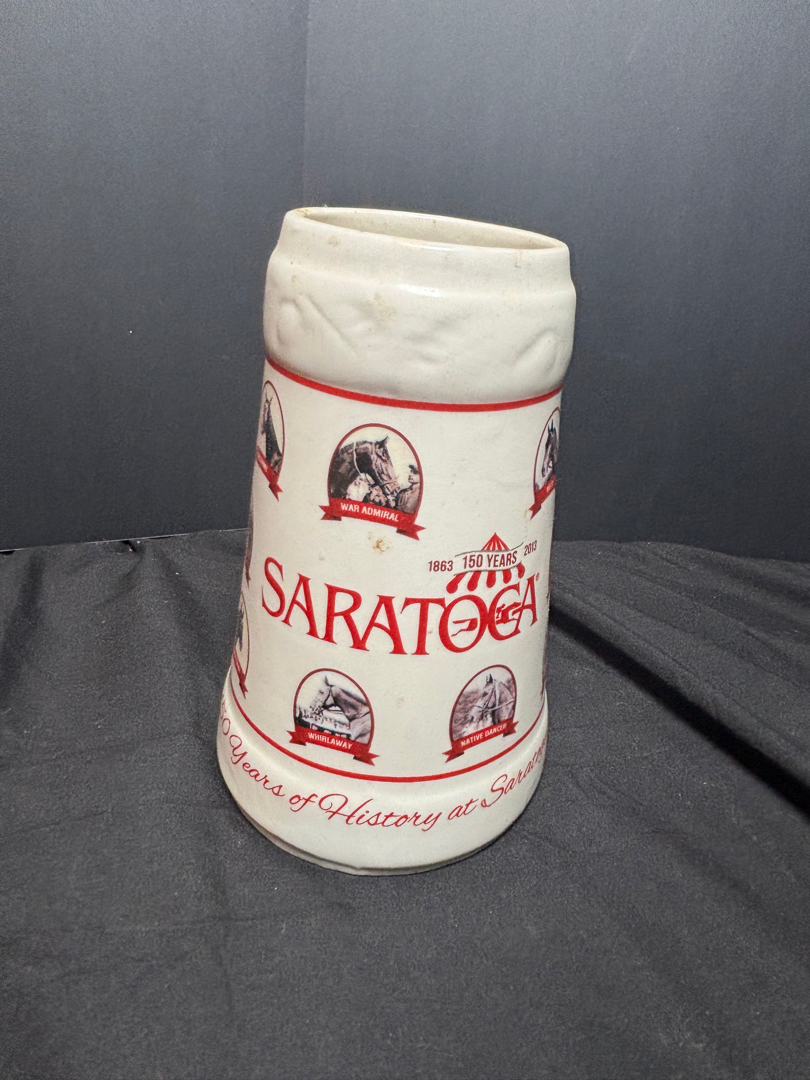 WAR ADMIRAL
1863 150 YEARS 2013
SARATOGA®
WHIRLAWAY
NATIVE DANCER
Years of History at